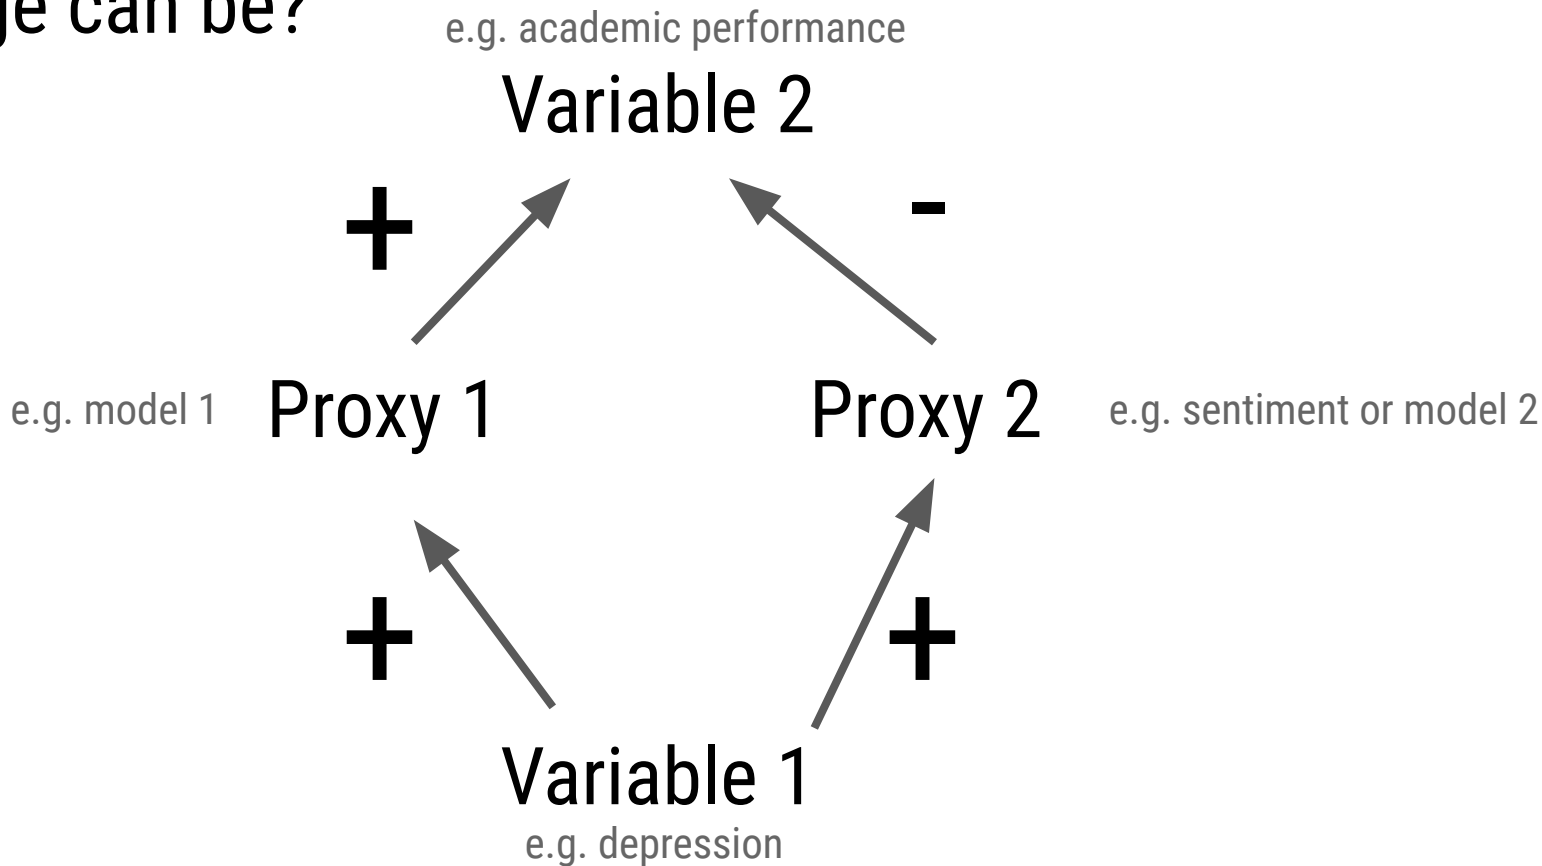 can be?
e.g. academic performance
Variable 2
+
-
e.g. model 1
Proxy 1
Proxy 2
e.g. sentiment or model 2
+
+
Variable 1
e.g. depression